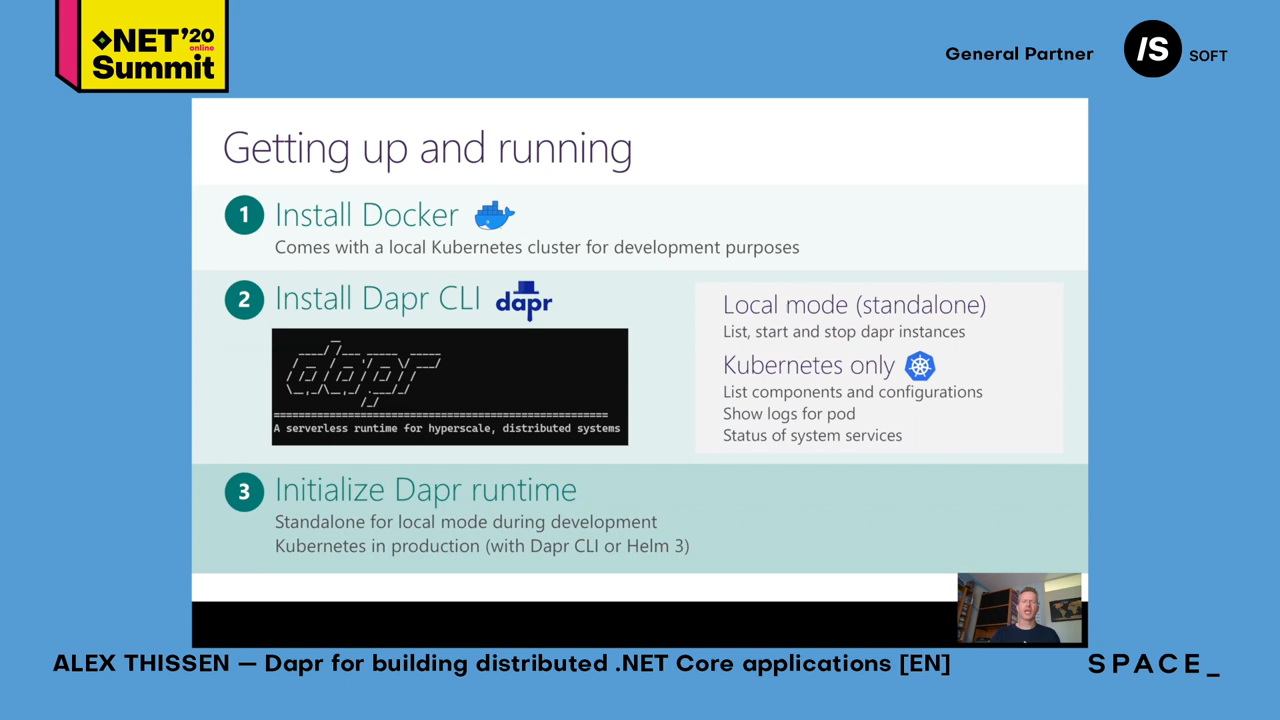 .NET'20
online
Summit
General Partner
/S
SOFT
Getting up and running
1
Install Docker
Comes with a local Kubernetes cluster for development purposes
2
Install Dapr CLI
dapr
dapr
A serverless runtime for hyperscale, distributed systems
Local mode (standalone)
List, start and stop dapr instances
Kubernetes only
List components and configurations
Show logs for pod
Status of system services
3
Initialize Dapr runtime
Standalone for local mode during development
Kubernetes in production (with Dapr CLI or Helm 3)
ALEX THISSEN — Dapr for building distributed .NET Core applications [EN]
SPACE_